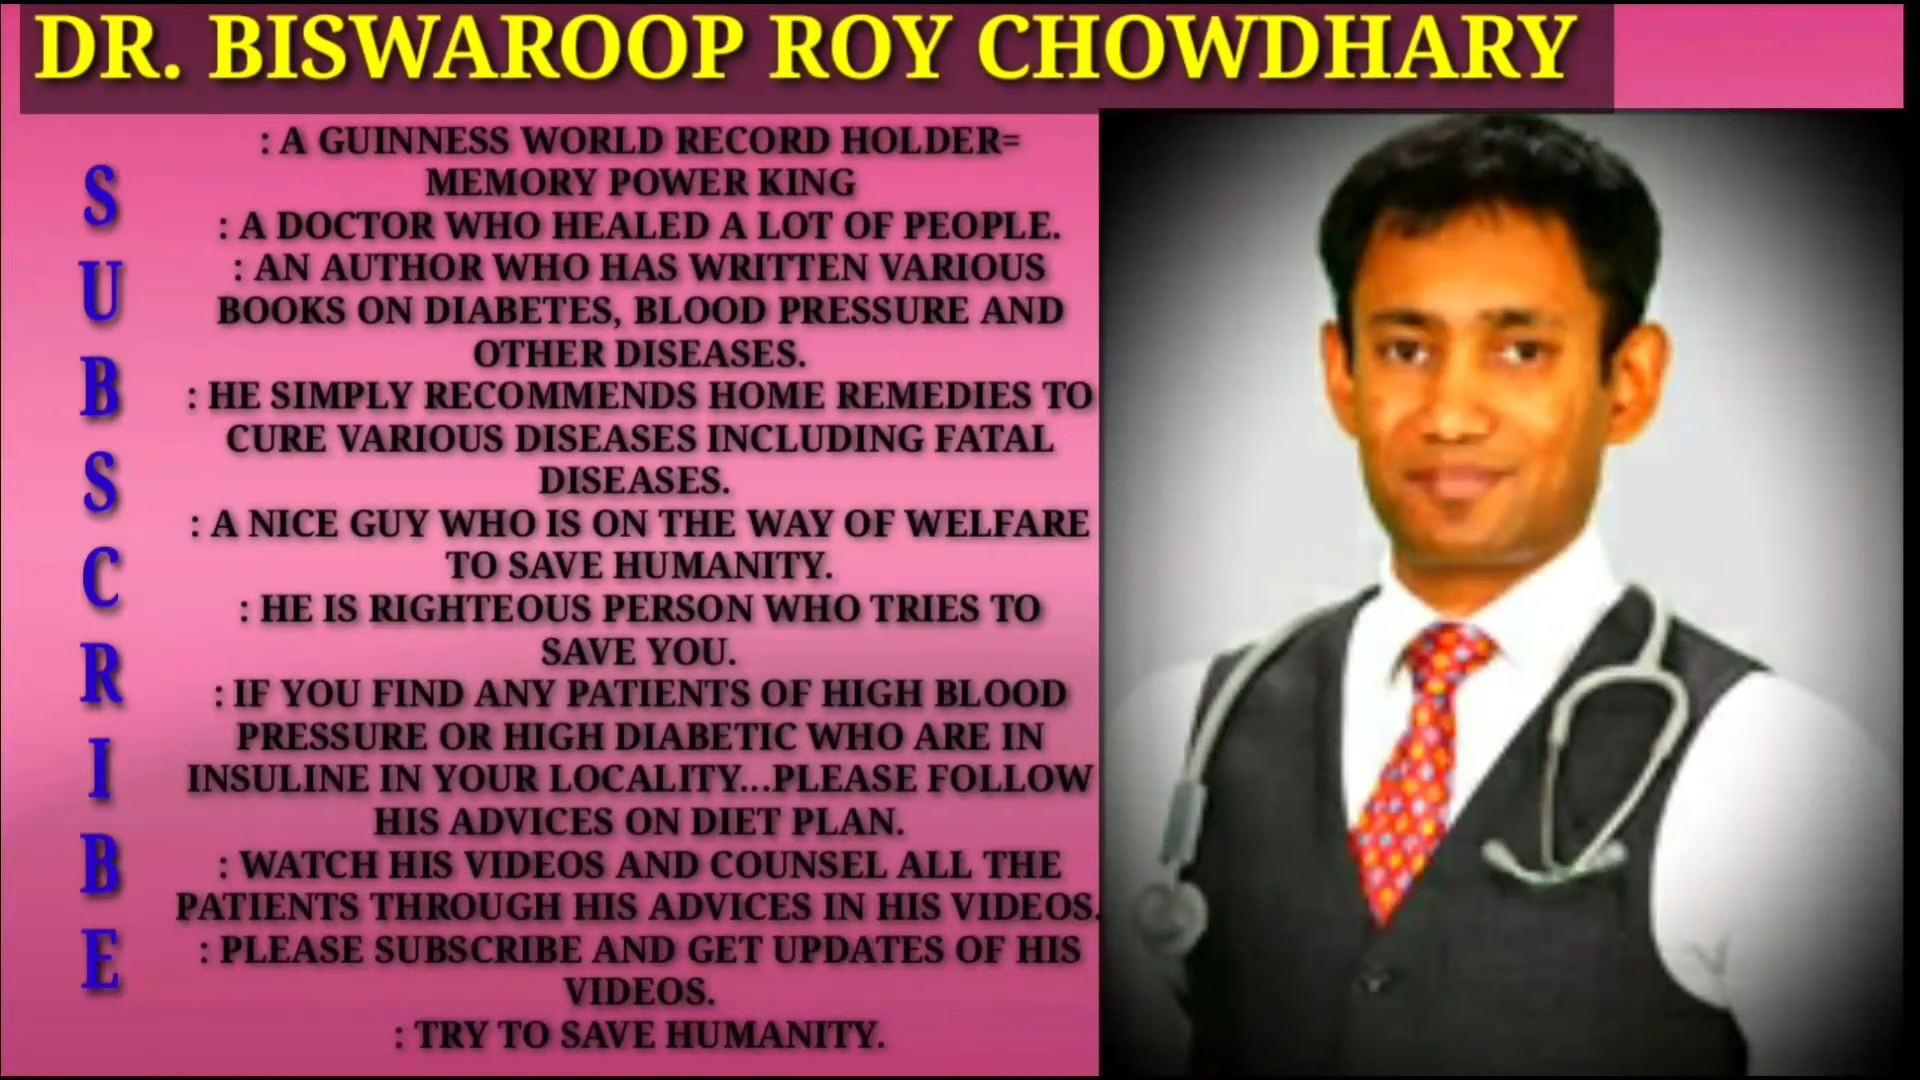 DR. BISWAROOP ROY CHOWDHARY
: A GUINNESS WORLD RECORD HOLDER=
MEMORY POWER KING
: A DOCTOR WHO HEALED A LOT OF PEOPLE.
: AN AUTHOR WHO HAS WRITTEN VARIOUS
BOOKS ON DIABETES, BLOOD PRESSURE AND
OTHER DISEASES.
: HE SIMPLY RECOMMENDS HOME REMEDIES TO
CURE VARIOUS DISEASES INCLUDING FATAL
DISEASES.
: A NICE GUY WHO IS ON THE WAY OF WELFARE
TO SAVE HUMANITY.
: HE IS RIGHTEOUS PERSON WHO TRIES TO
SAVE YOU.
: IF YOU FIND ANY PATIENTS OF HIGH BLOOD
PRESSURE OR HIGH DIABETIC WHO ARE IN
INSULINE IN YOUR LOCALITY...PLEASE FOLLOW
HIS ADVICES ON DIET PLAN.
: WATCH HIS VIDEOS AND COUNSEL ALL THE
PATIENTS THROUGH HIS ADVICES IN HIS VIDEOS.
: PLEASE SUBSCRIBE AND GET UPDATES OF HIS
VIDEOS.
: TRY TO SAVE HUMANITY.
SUBSCRIBE